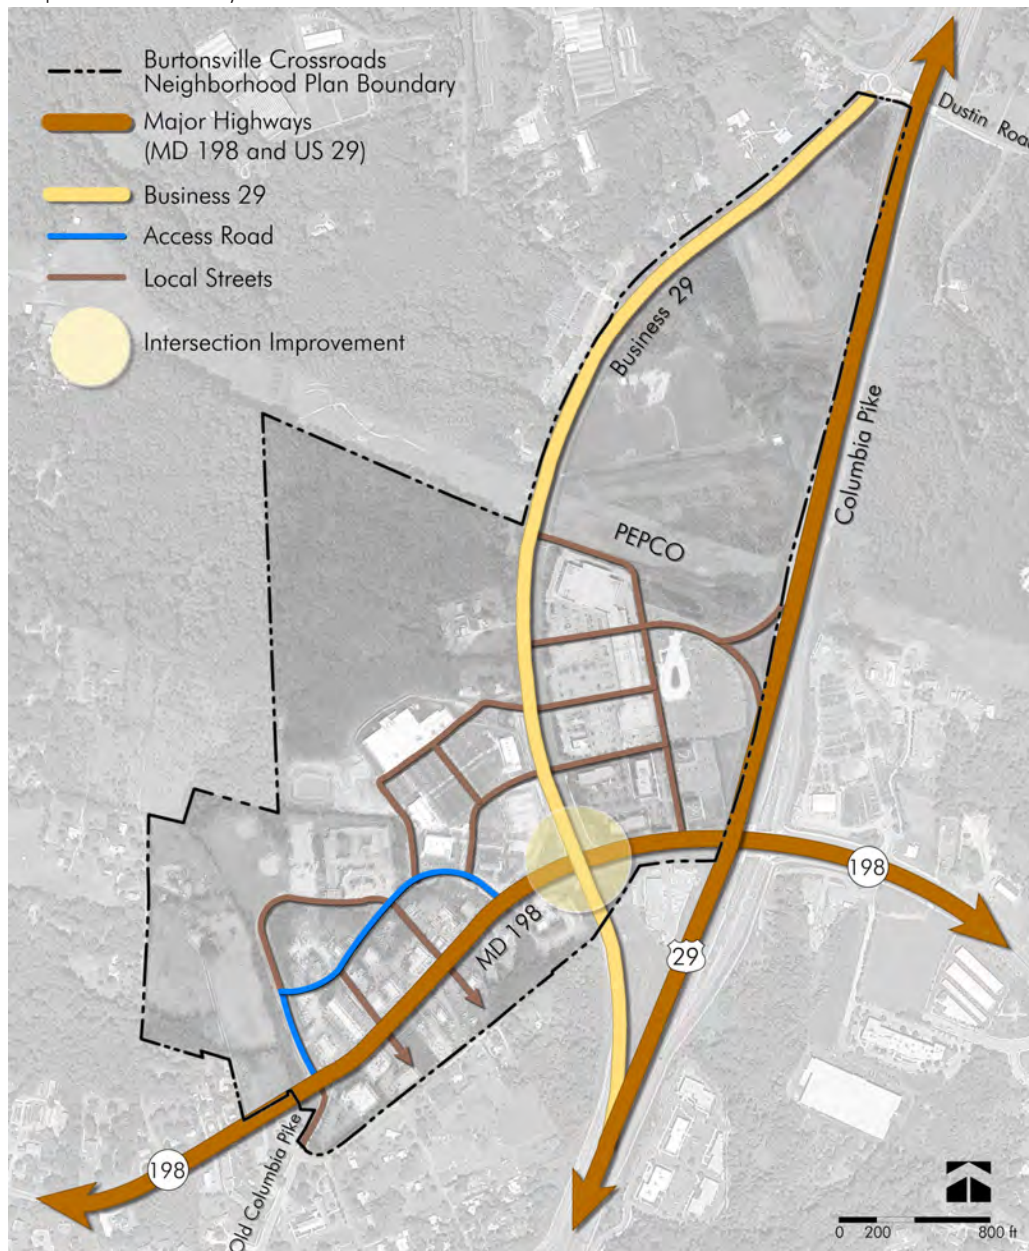 Burtonsville Crossroads
Neighborhood Plan Boundary
Major Highways
(MD 198 and US 29)
Business 29
Access Road
Local Streets
Intersection Improvement
Dustin Road
Business 29
Columbia Pike
PEPCO
MD 198
198
29
198
Old Columbia Pike
0 200 800 ft